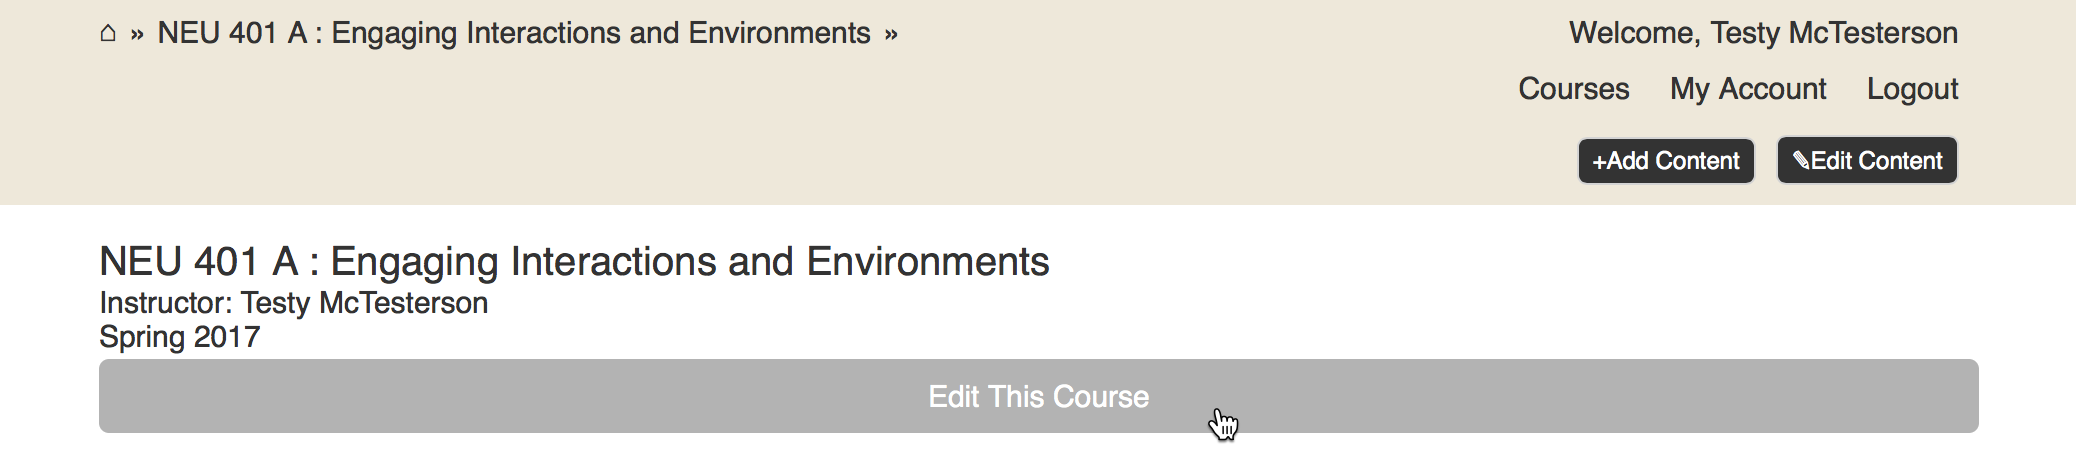 ⌂ » NEU 401 A : Engaging Interactions and Environments »
Welcome, Testy McTesterson
Courses My Account Logout
+Add Content ✎Edit Content
NEU 401 A : Engaging Interactions and Environments
Instructor: Testy McTesterson
Spring 2017
Edit This Course